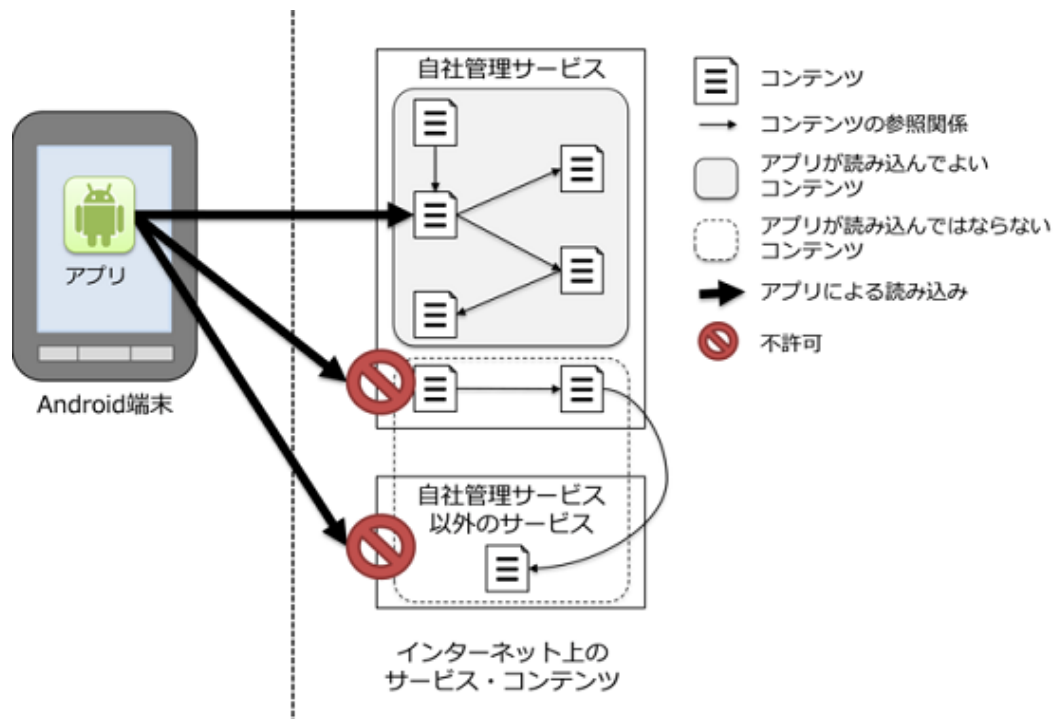 自社管理サービス
アプリ
Android端末
自社管理サービス
以外のサービス
インターネット上の
サービス・コンテンツ
コンテンツ
コンテンツの参照関係
アプリが読み込んでよい
コンテンツ
アプリが読み込んではならない
コンテンツ
アプリによる読み込み
不許可